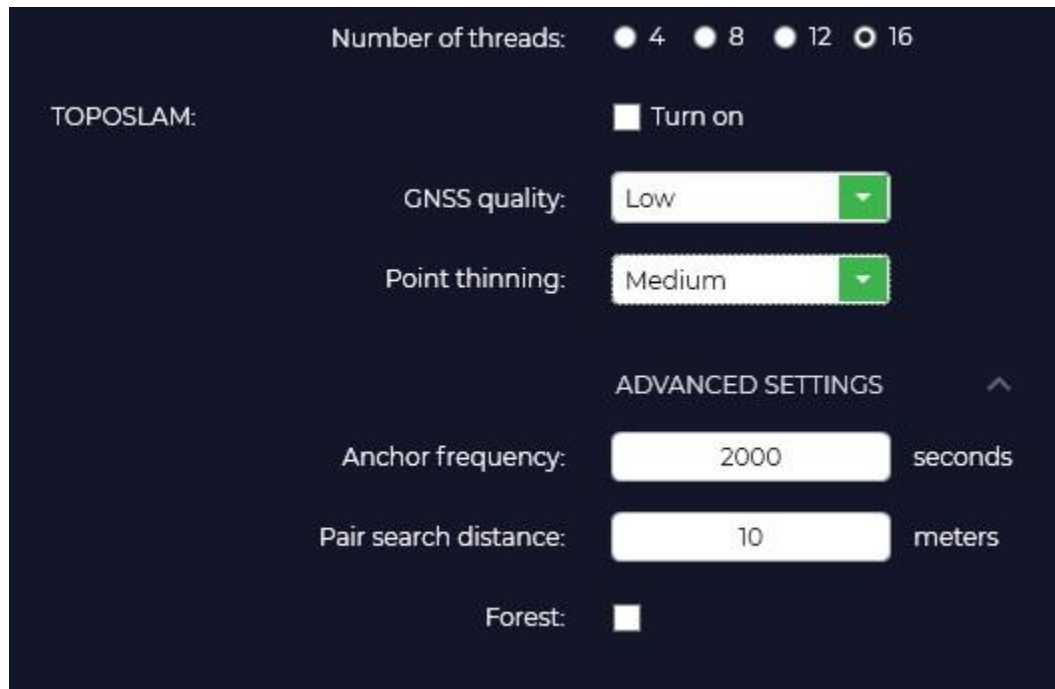 Number of threads: 4 8 12 16
TOPOSLAM: Turn on
GNSS quality: Low
Point thinning: Medium
ADVANCED SETTINGS
Anchor frequency: 2000 seconds
Pair search distance: 10 meters
Forest: